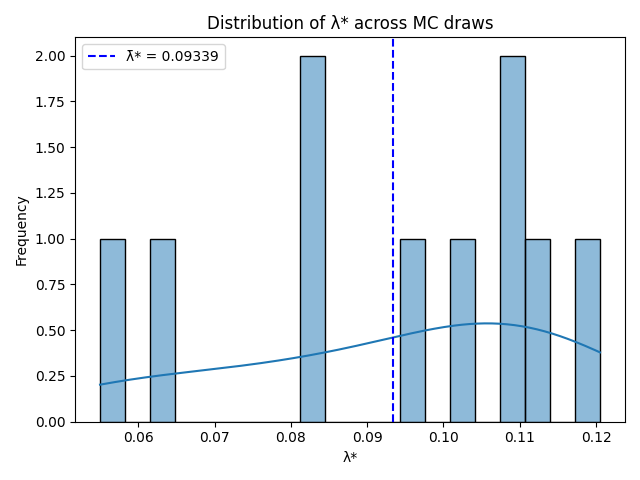 Distribution of λ* across MC draws
λ̄* = 0.09339
Frequency
2.00
1.75
1.50
1.25
1.00
0.75
0.50
0.25
0.00
0.06 0.07 0.08 0.09 0.10 0.11 0.12
λ*